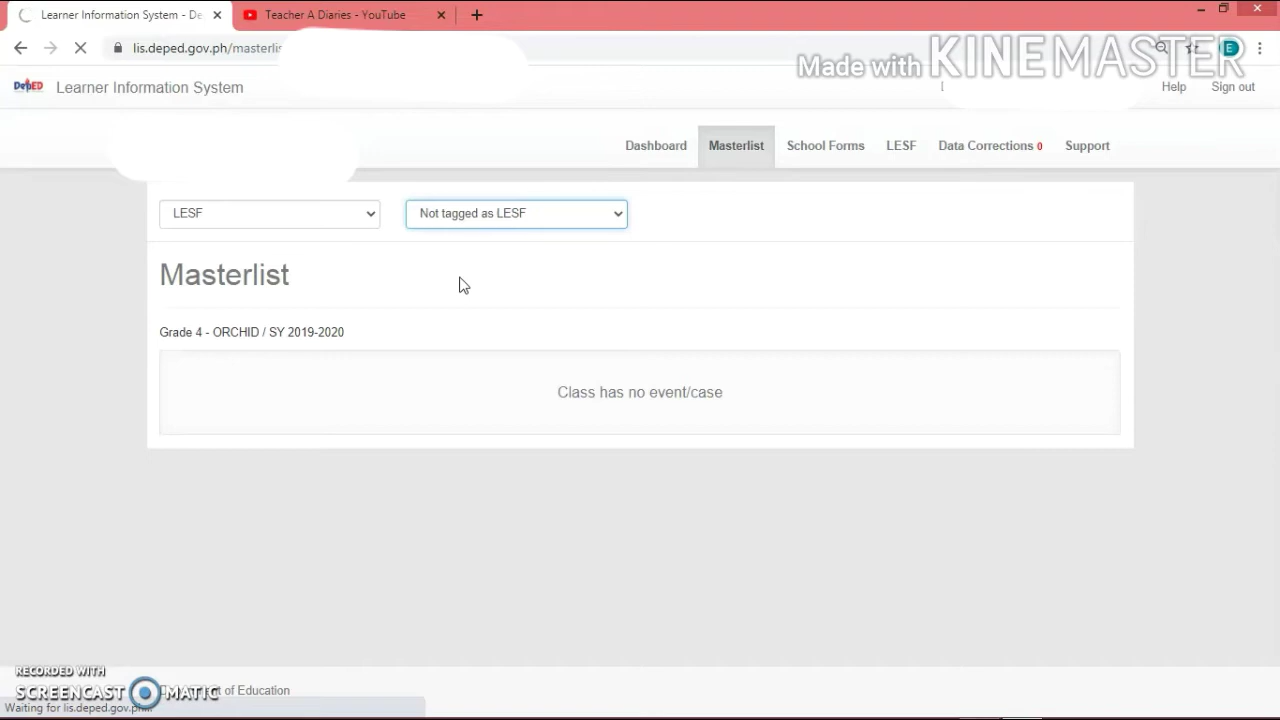 Learner Information System - De
Teacher A Diaries - YouTube
lis.deped.gov.ph/masterlis
E
Made with KINEMASTER
DepED
Learner Information System
Help
Sign out
Dashboard
Masterlist
School Forms
LESF
Data Corrections 0
Support
LESF
Not tagged as LESF
Masterlist
Grade 4 - ORCHID / SY 2019-2020
Class has no event/case
RECORDED WITH
SCREENCAST MATIC
t of Education
Waiting for lis.deped.gov.ph...